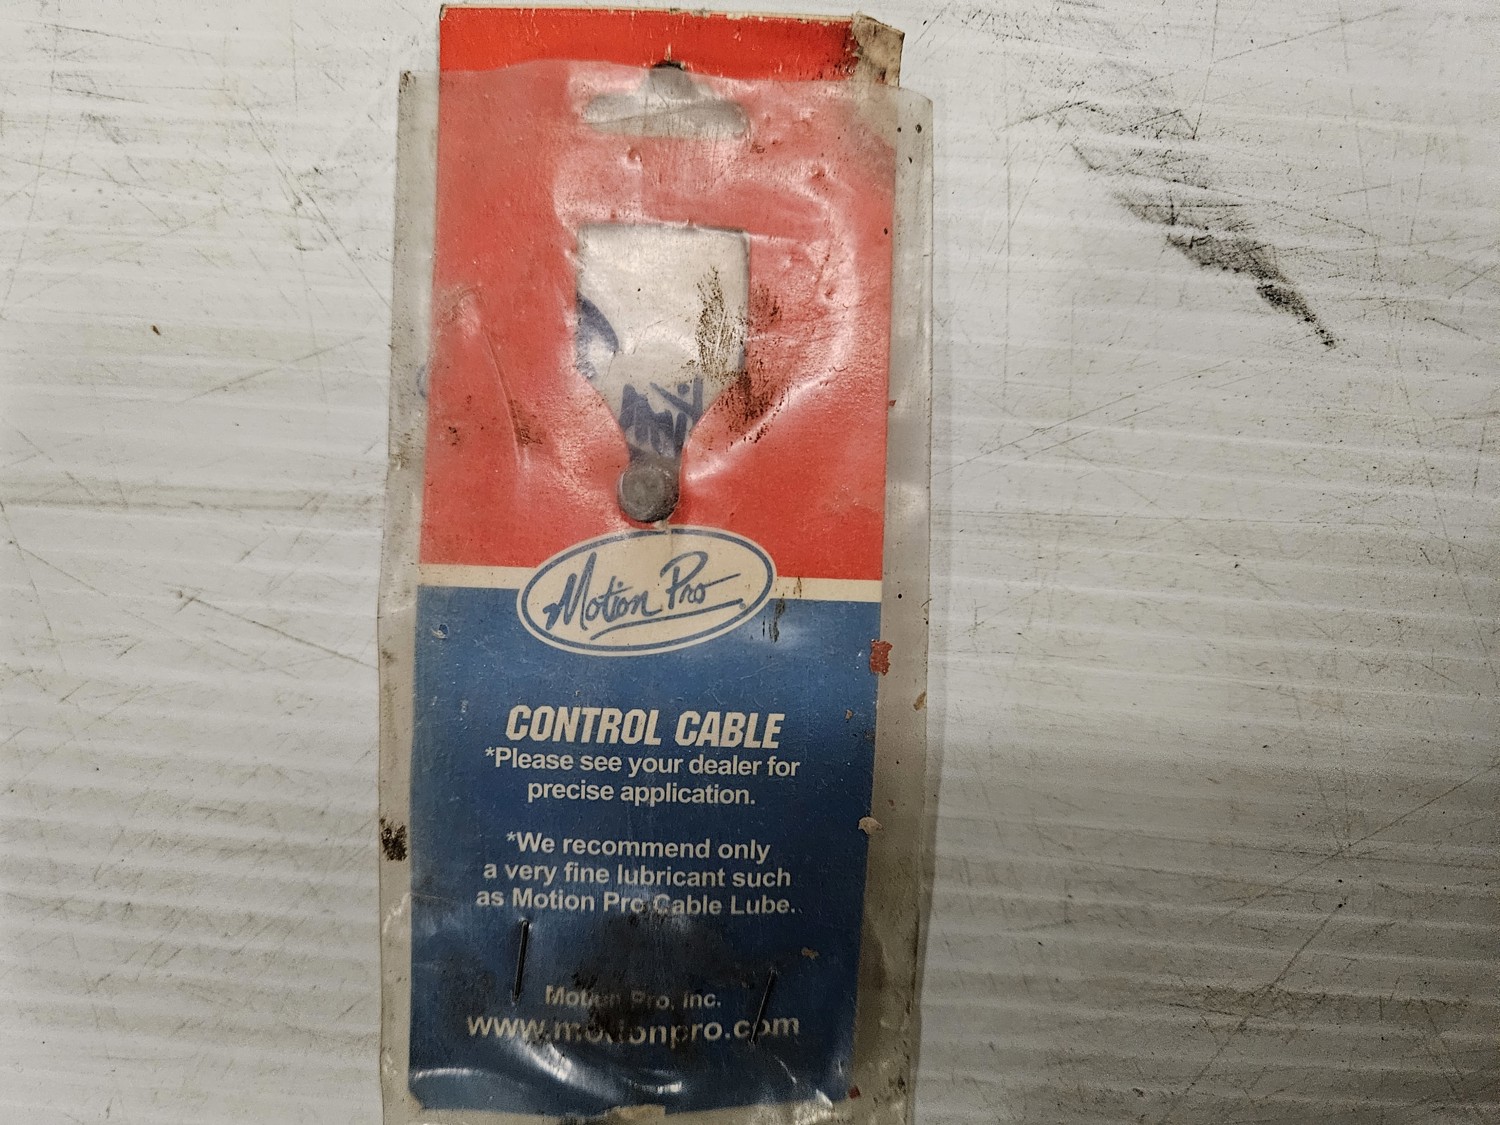 Motion Pro
CONTROL CABLE
*Please see your dealer for
precise application.
*We recommend only
a very fine lubricant such
as Motion Pro Cable Lube.
Motion Pro, Inc.
www.motionpro.com